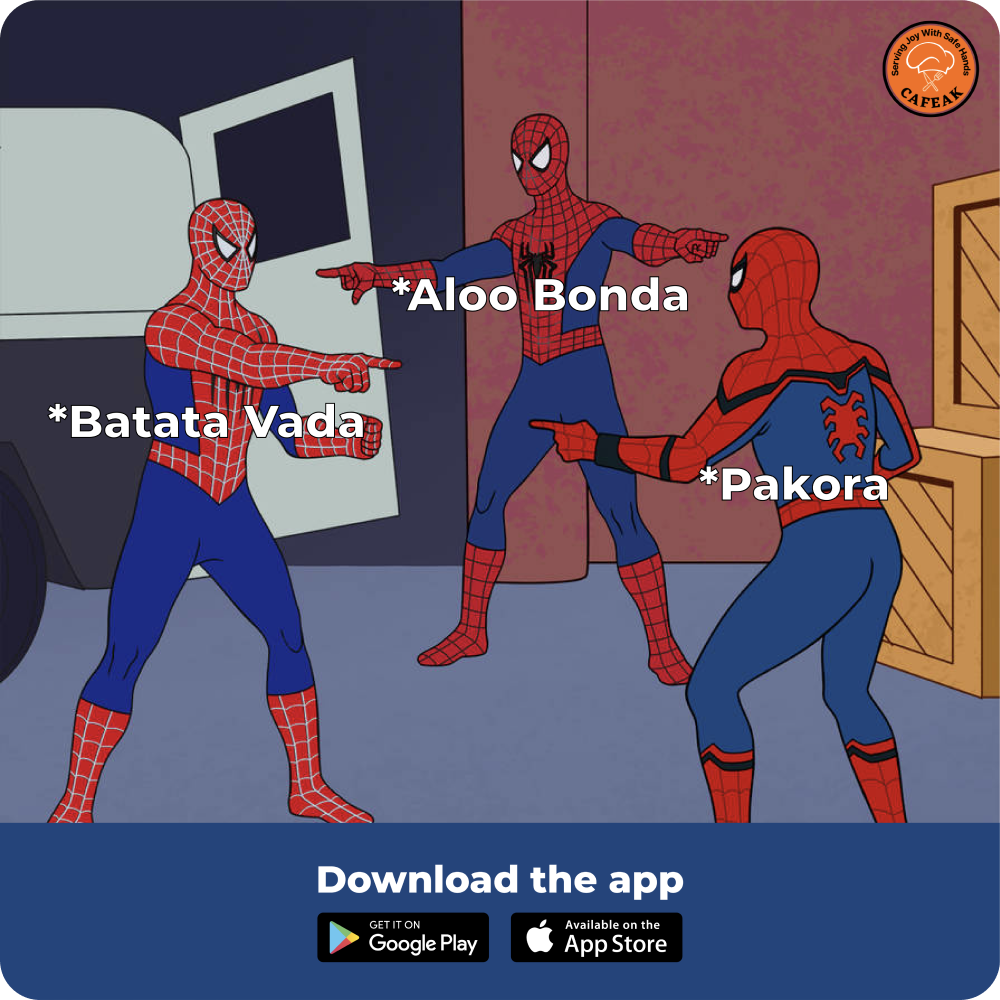 Serving Joy With Safe Hands
CAFEAK
*Aloo Bonda
*Batata Vada
*Pakora
Download the app
GET IT ON
Google Play
Available on the
App Store